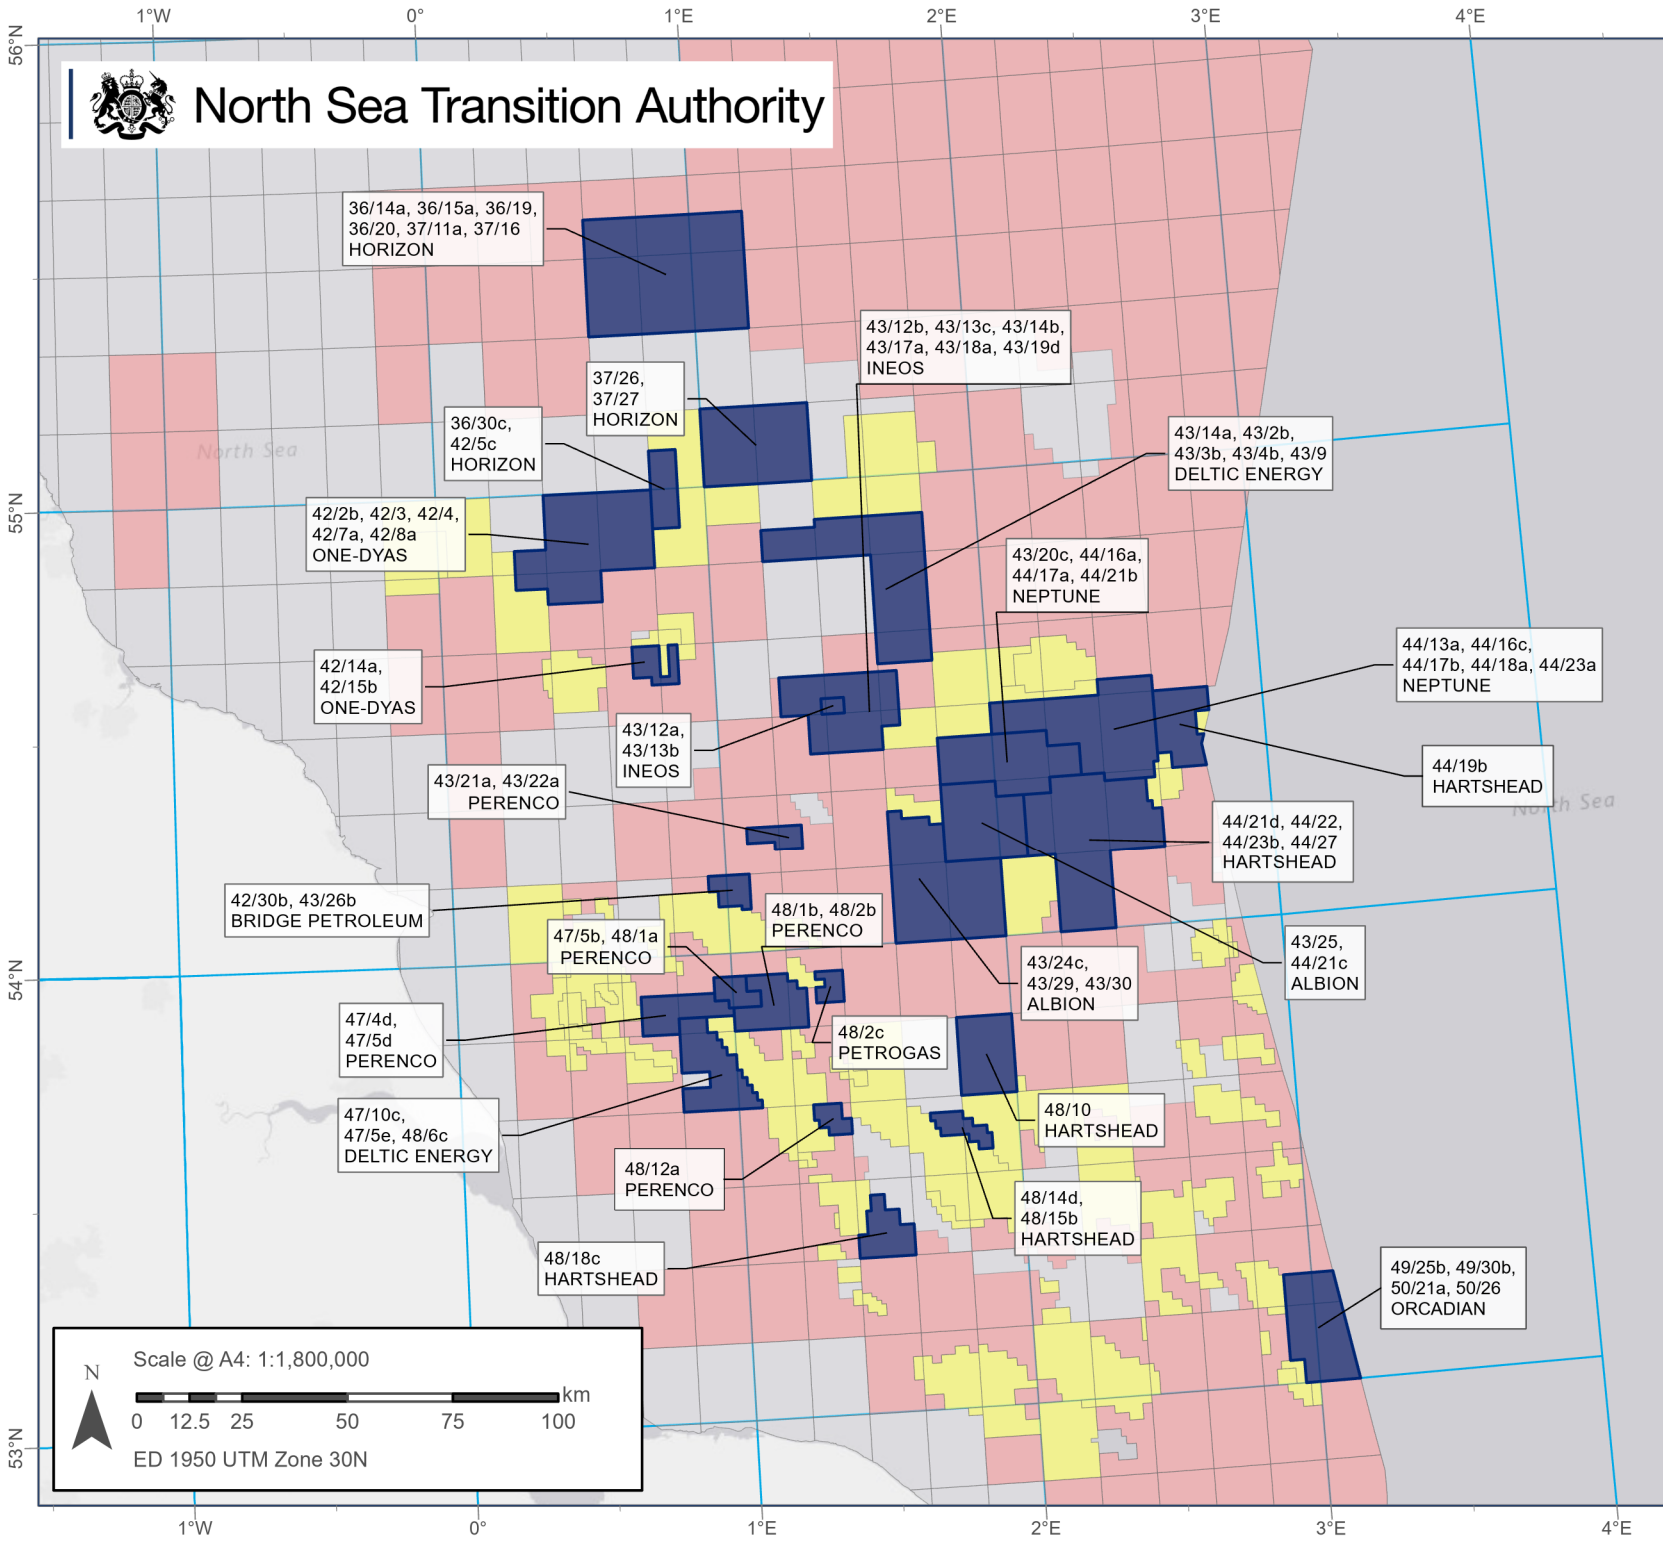 1°W 0° 1°E 2°E 3°E 4°E
56°N
North Sea Transition Authority
36/14a, 36/15a, 36/19,
36/20, 37/11a, 37/16
HORIZON
43/12b, 43/13c, 43/14b,
43/17a, 43/18a, 43/19d
INEOS
37/26,
37/27
HORIZON
36/30c,
42/5c
HORIZON
North Sea
43/14a, 43/2b,
43/3b, 43/4b, 43/9
DELTIC ENERGY
55°N
42/2b, 42/3, 42/4,
42/7a, 42/8a
ONE-DYAS
43/20c, 44/16a,
44/17a, 44/21b
NEPTUNE
44/13a, 44/16c,
44/17b, 44/18a, 44/23a
NEPTUNE
42/14a,
42/15b
ONE-DYAS
43/12a,
43/13b
INEOS
44/19b
HARTSHEAD
43/21a, 43/22a
PERENCO
North Sea
44/21d, 44/22,
44/23b, 44/27
HARTSHEAD
42/30b, 43/26b
BRIDGE PETROLEUM
48/1b, 48/2b
PERENCO
47/5b, 48/1a
PERENCO
43/25,
44/21c
ALBION
43/24c,
43/29, 43/30
ALBION
54°N
47/4d,
47/5d
PERENCO
48/2c
PETROGAS
47/10c,
47/5e, 48/6c
DELTIC ENERGY
48/10
HARTSHEAD
48/12a
PERENCO
48/14d,
48/15b
HARTSHEAD
48/18c
HARTSHEAD
49/25b, 49/30b,
50/21a, 50/26
ORCADIAN
53°N
N
Scale @ A4: 1:1,800,000
km
0 12.5 25 50 75 100
ED 1950 UTM Zone 30N
1°W 0° 1°E 2°E 3°E 4°E